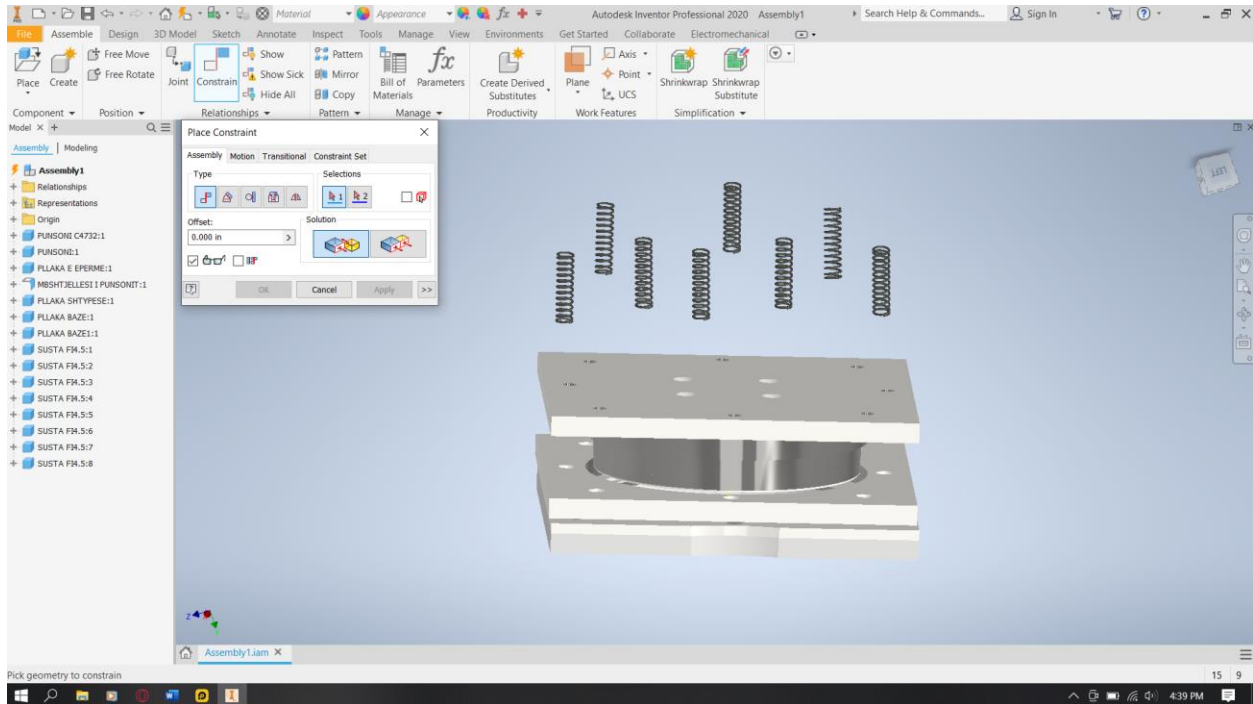 Material Appearance fx Autodesk Inventor Professional 2020 Assembly1 Search Help & Commands... Sign In
File Assemble Design 3D Model Sketch Annotate Inspect Tools Manage View Environments Get Started Collaborate Electromechanical
Free Move Show Pattern Axis
Free Rotate Show Sick Mirror Point
Place Create Joint Constrain Hide All Copy Bill of Materials fx Parameters Create Derived Substitutes Plane UCS Shrinkwrap Shrinkwrap Substitute
Component Position Relationships Pattern Manage Productivity Work Features Simplification
Model × +
Assembly | Modeling
Assembly1
Relationships
Representations
Origin
PUNSONI C4732:1
PUNSONI:1
PLLAKA E EPERME:1
MBSHTJELLESI I PUNSONIT:1
PLLAKA SHTYPESE:1
PLLAKA BAZE:1
PLLAKA BAZE1:1
SUSTA FI4.5:1
SUSTA FI4.5:2
SUSTA FI4.5:3
SUSTA FI4.5:4
SUSTA FI4.5:5
SUSTA FI4.5:6
SUSTA FI4.5:7
SUSTA FI4.5:8
Place Constraint
Assembly Motion Transitional Constraint Set
Type Selections
1 2
Offset: Solution
0.000 in >
OK Cancel Apply >>
LEFT
Z
Assembly1.iam ×
Pick geometry to constrain 15 9
4:39 PM